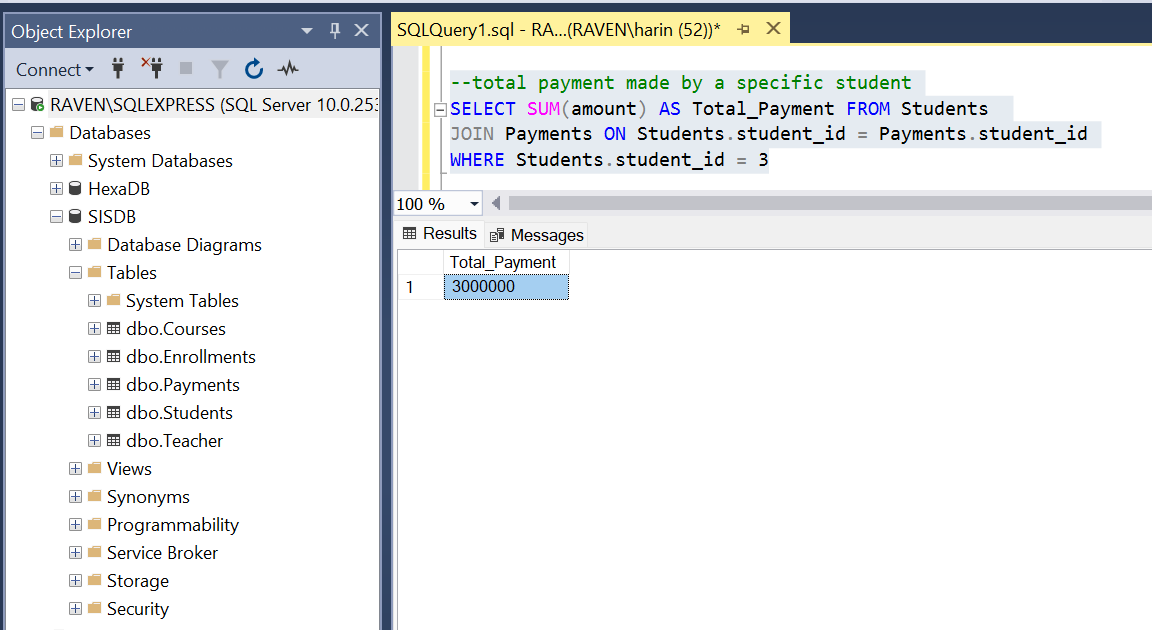 Object Explorer
Connect
RAVEN\SQLEXPRESS (SQL Server 10.0.253
Databases
System Databases
HexaDB
SISDB
Database Diagrams
Tables
System Tables
dbo.Courses
dbo.Enrollments
dbo.Payments
dbo.Students
dbo.Teacher
Views
Synonyms
Programmability
Service Broker
Storage
Security
SQLQuery1.sql - RA...(RAVEN\harin (52))*
--total payment made by a specific student
SELECT SUM(amount) AS Total_Payment FROM Students
JOIN Payments ON Students.student_id = Payments.student_id
WHERE Students.student_id = 3
100 %
Results Messages
Total_Payment
1 3000000